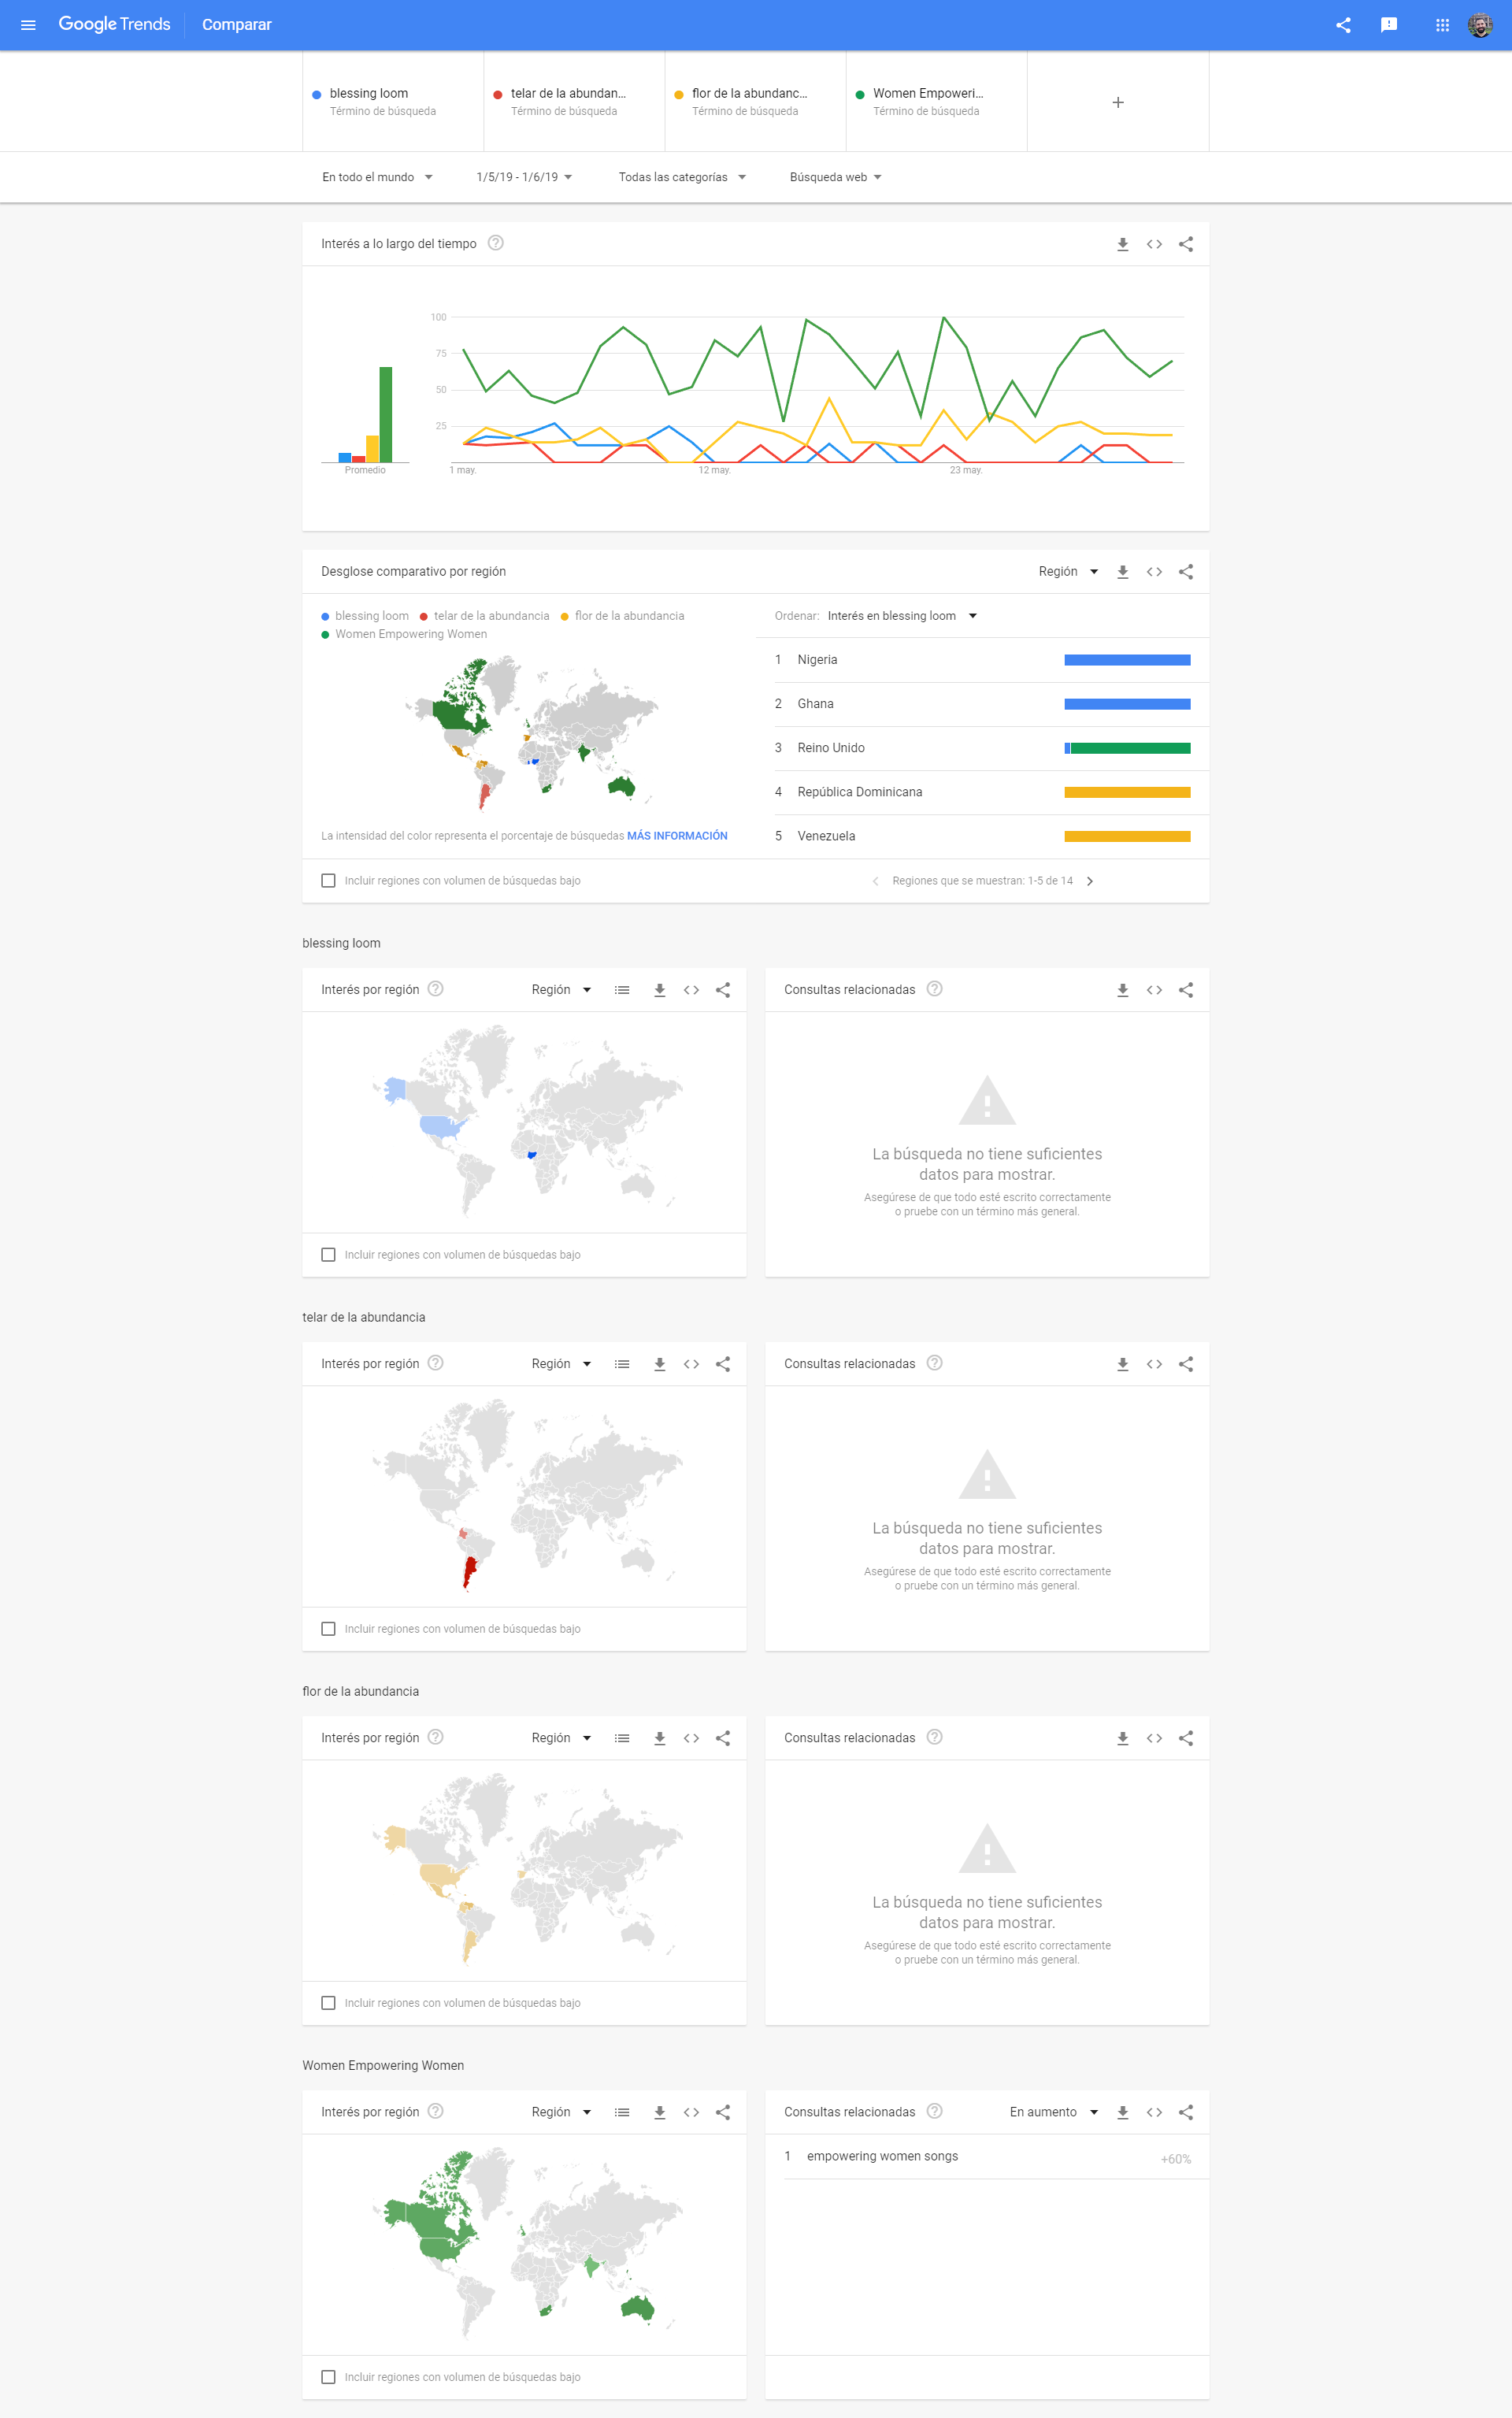 Google Trends Comparar
blessing loom
Término de búsqueda
telar de la abundan...
Término de búsqueda
flor de la abundanc...
Término de búsqueda
Women Empoweri...
Término de búsqueda
+
En todo el mundo
1/5/19 - 1/6/19
Todas las categorías
Búsqueda web
Interés a lo largo del tiempo
100
75
50
25
Promedio
1 may.
12 may.
23 may.
Desglose comparativo por región
Región
blessing loom telar de la abundancia flor de la abundancia
Women Empowering Women
Ordenar: Interés en blessing loom
1 Nigeria
2 Ghana
3 Reino Unido
4 República Dominicana
5 Venezuela
La intensidad del color representa el porcentaje de búsquedas MÁS INFORMACIÓN
Incluir regiones con volumen de búsquedas bajo
Regiones que se muestran: 1-5 de 14
blessing loom
Interés por región
Región
Consultas relacionadas
La búsqueda no tiene suficientes
datos para mostrar.
Asegúrese de que todo esté escrito correctamente
o pruebe con un término más general.
Incluir regiones con volumen de búsquedas bajo
telar de la abundancia
Interés por región
Región
Consultas relacionadas
La búsqueda no tiene suficientes
datos para mostrar.
Asegúrese de que todo esté escrito correctamente
o pruebe con un término más general.
Incluir regiones con volumen de búsquedas bajo
flor de la abundancia
Interés por región
Región
Consultas relacionadas
La búsqueda no tiene suficientes
datos para mostrar.
Asegúrese de que todo esté escrito correctamente
o pruebe con un término más general.
Incluir regiones con volumen de búsquedas bajo
Women Empowering Women
Interés por región
Región
Consultas relacionadas
En aumento
1 empowering women songs
+60%
Incluir regiones con volumen de búsquedas bajo